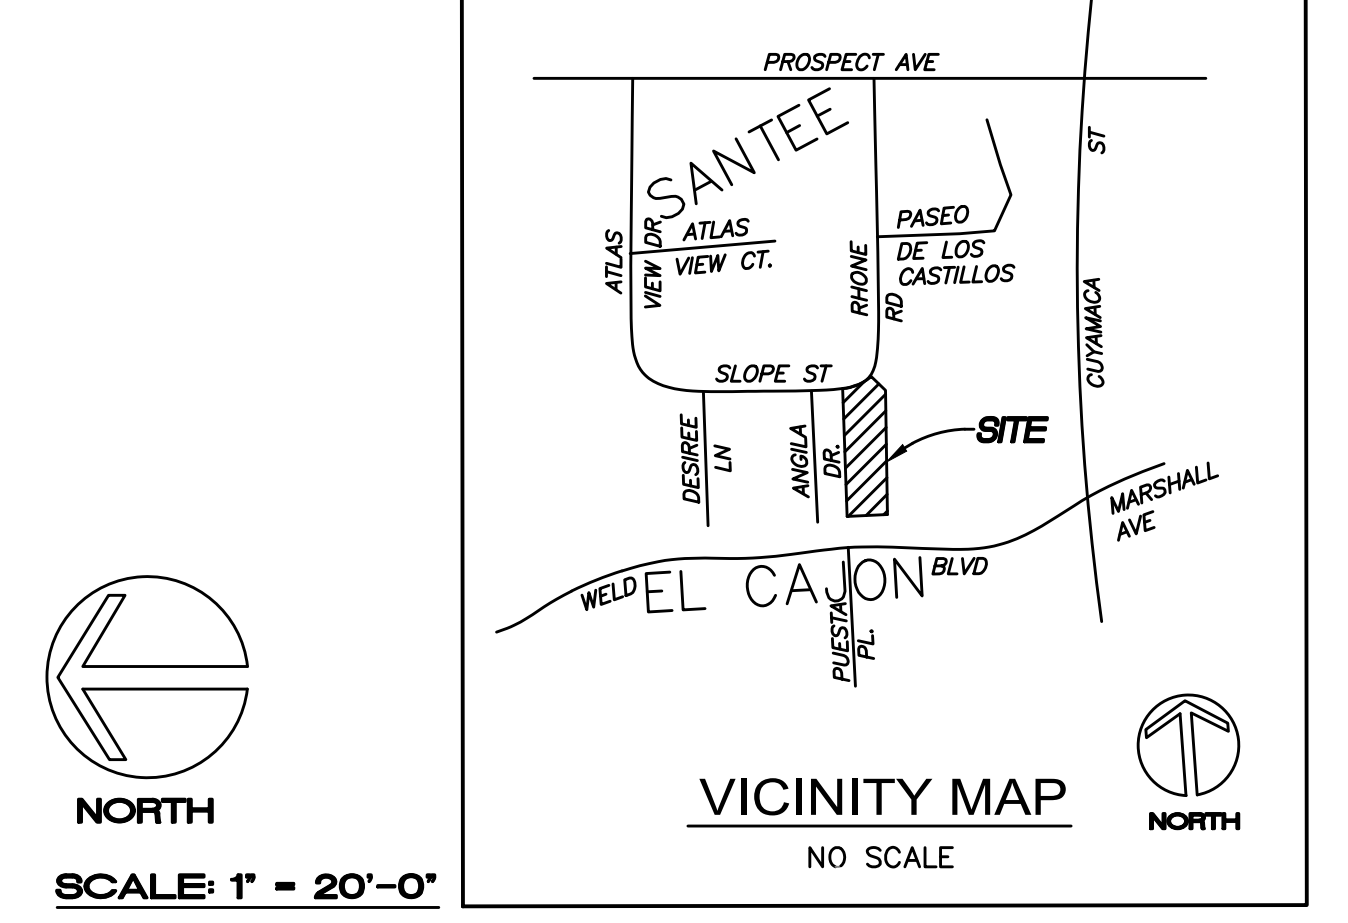 PROSPECT AVE
SANTEE
ST
ATLAS
VIEW DR
ATLAS
VIEW CT.
PASEO
DE LOS
CASTILLOS
RHONE
RD
CUYAMACA
SLOPE ST
DESIREE
LN
ANGILA
DR.
SITE
MARSHALL
AVE
WELD
EL CAJON
BLVD
PUESTA
PL.
NORTH
SCALE: 1" = 20'-0"
VICINITY MAP
NO SCALE
NORTH